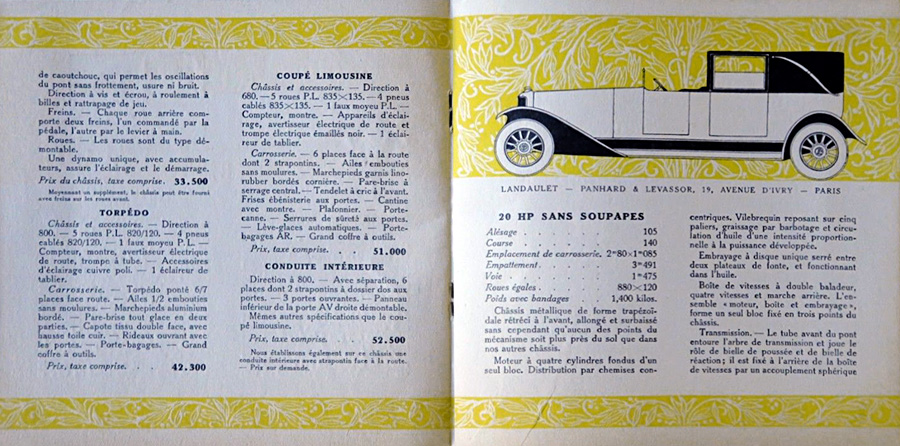 de caoutchouc, qui permet les oscillations
du pont sans frottement, usure ni bruit.
Direction à vis et écrou, à roulement à
billes et rattrapage de jeu.
Freins. — Chaque roue arrière com-
porte deux freins, l'un commandé par la
pédale, l'autre par le levier à main.
Roues. — Les roues sont du type dé-
montable.
Une dynamo unique, avec accumula-
teurs, assure l'éclairage et le démarrage.
Prix du châssis, taxe comprise. 33.500
Moyennant un supplément, le châssis peut être fourni
avec freins sur les roues avant.
TORPÉDO
Châssis et accessoires. — Direction à
800. — 5 roues P.L. 820/120. — 4 pneus
cablés 820/120. — 1 faux moyeu P.L. —
Compteur, montre, avertisseur électrique
de route, trompe à tube. — Accessoires
d'éclairage cuivre poli. — 1 éclaireur de
tablier.
Carrosserie. — Torpédo ponté 6/7
places face route. — Ailes 1/2 embouties
sans moulures. — Marchepieds aluminium
bordé. — Pare-brise tout glace en deux
parties. — Capote tissu double face, avec
housse toile cuir. — Rideaux ouvrant avec
les portes. — Porte-bagages. — Grand
coffre à outils.
Prix, taxe comprise. . . 42.300
COUPÉ LIMOUSINE
Châssis et accessoires. — Direction à
680. — 5 roues P.L. 835×135. — 4 pneus
cablés 835×135. — 1 faux moyeu P.L. —
Compteur, montre. — Appareils d'éclai-
rage, avertisseur électrique de route et
trompe électrique émaillés noir. — 1 éclai-
reur de tablier.
Carrosserie. — 6 places face à la route
dont 2 strapontins. — Ailes embouties
sans moulures. — Marchepieds garnis lino-
rubber bordés cornière. — Pare-brise à
serrage central. — Tendelet à cric à l'avant.
Frises ébénisterie aux portes. — Cantine
avec montre. — Plafonnier. — Porte-
canne. — Serrures de sûreté aux portes.
— Lève-glaces automatiques. — Porte-
bagages AR. — Grand coffre à outils.
Prix, taxe comprise. . . 51.000
CONDUITE INTÉRIEURE
Direction à 800. — Avec séparation, 6
places dont 2 strapontins à dossier dos aux
portes. — 3 portes ouvrantes. — Panneau
inférieur de la porte AV droite démontable.
Mêmes autres spécifications que le cou-
pé limousine.
Prix, taxe comprise. . . . 52.500
Nous établissons également sur ce châssis une
conduite intérieure avec strapontin face à la route.
— Prix sur demande.
LANDAULET — PANHARD & LEVASSOR, 19, AVENUE D'IVRY — PARIS
20 HP SANS SOUPAPES
Alésage . . . . . . . 105
Course . . . . . . . 140
Emplacement de carrosserie. 2m80×1m085
Empattement . . . . . 3m491
Voie . . . . . . . . 1m475
Roues égales . . . . . 880×120
Poids avec bandages . . . 1,400 kilos.
Châssis métallique de forme trapézoï-
dale rétréci à l'avant, allongé et surbaissé
sans cependant qu'aucun des points du
mécanisme soit plus près du sol que dans
nos autres châssis.
Moteur à quatre cylindres fondus d'un
seul bloc. Distribution par chemises con-
centriques. Vilebrequin reposant sur cinq
paliers, graissage par barbotage et circu-
lation d'huile d'une intensité proportion-
nelle à la puissance développée.
Embrayage à disque unique serré entre
deux plateaux de fonte, et fonctionnant
dans l'huile.
Boîte de vitesses à double baladeur,
quatre vitesses et marche arrière. L'en-
semble « moteur, boîte et embrayage »,
forme un seul bloc fixé en trois points du
châssis.
Transmission. — Le tube avant du pont
entoure l'arbre de transmission et joue le
rôle de bielle de poussée et de bielle de
réaction ; il est fixé à l'arrière de la boîte
de vitesses par un accouplement sphérique